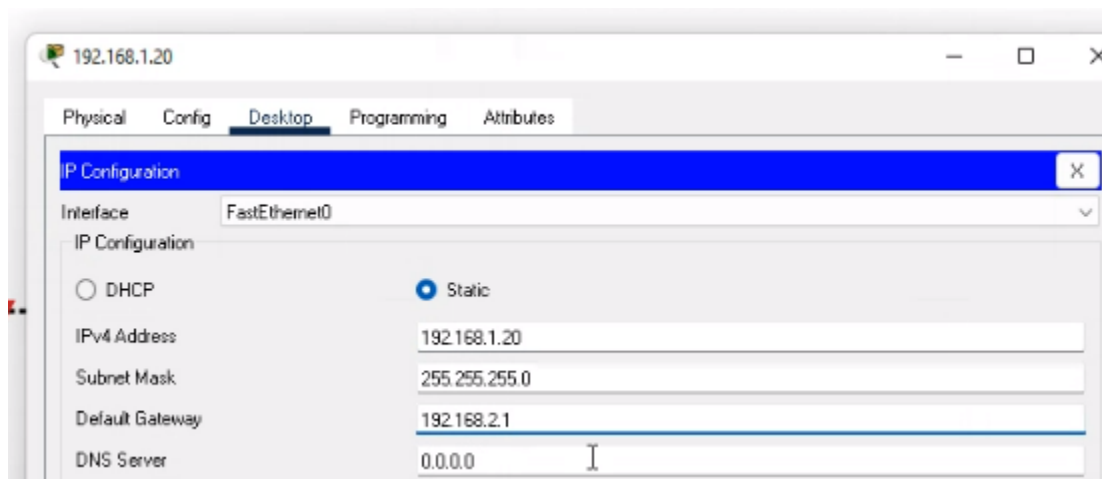 192.168.1.20
Physical Config Desktop Programming Attributes
IP Configuration X
Interface FastEthernet0
IP Configuration
DHCP Static
IPv4 Address 192.168.1.20
Subnet Mask 255.255.255.0
Default Gateway 192.168.2.1
DNS Server 0.0.0.0